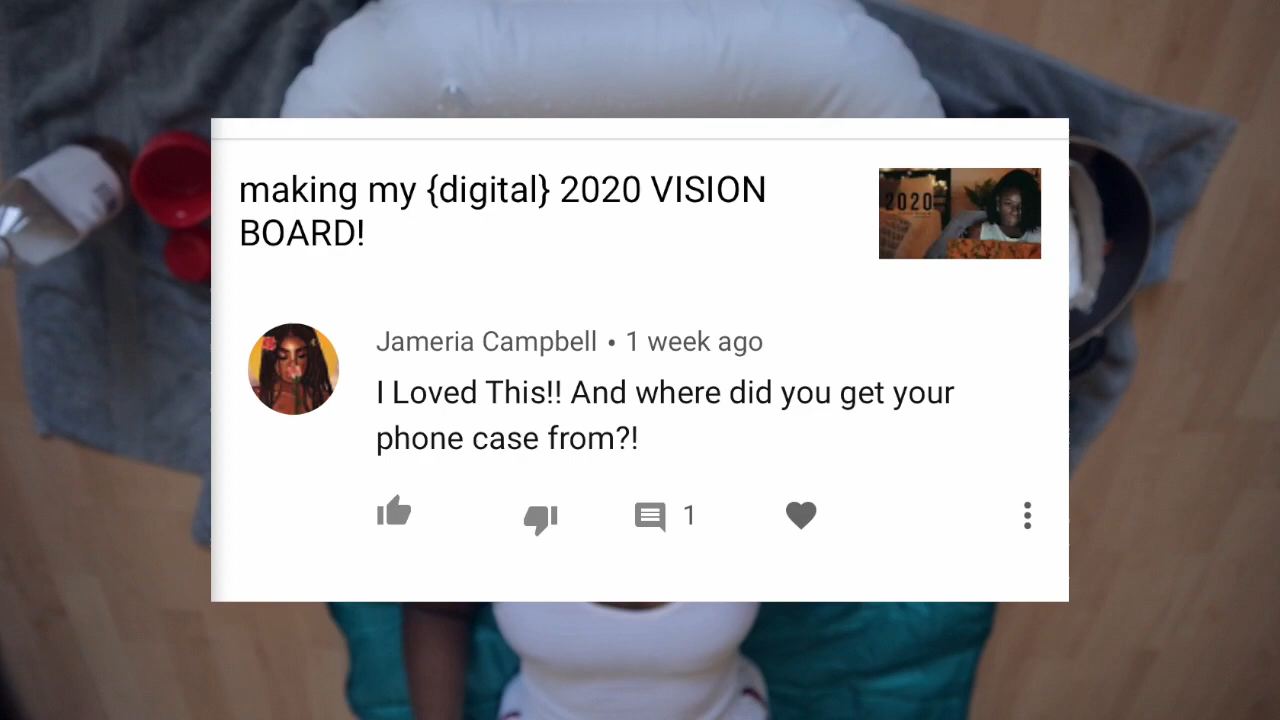 making my {digital} 2020 VISION
BOARD!
2020
Jameria Campbell • 1 week ago
I Loved This!! And where did you get your
phone case from?!
1